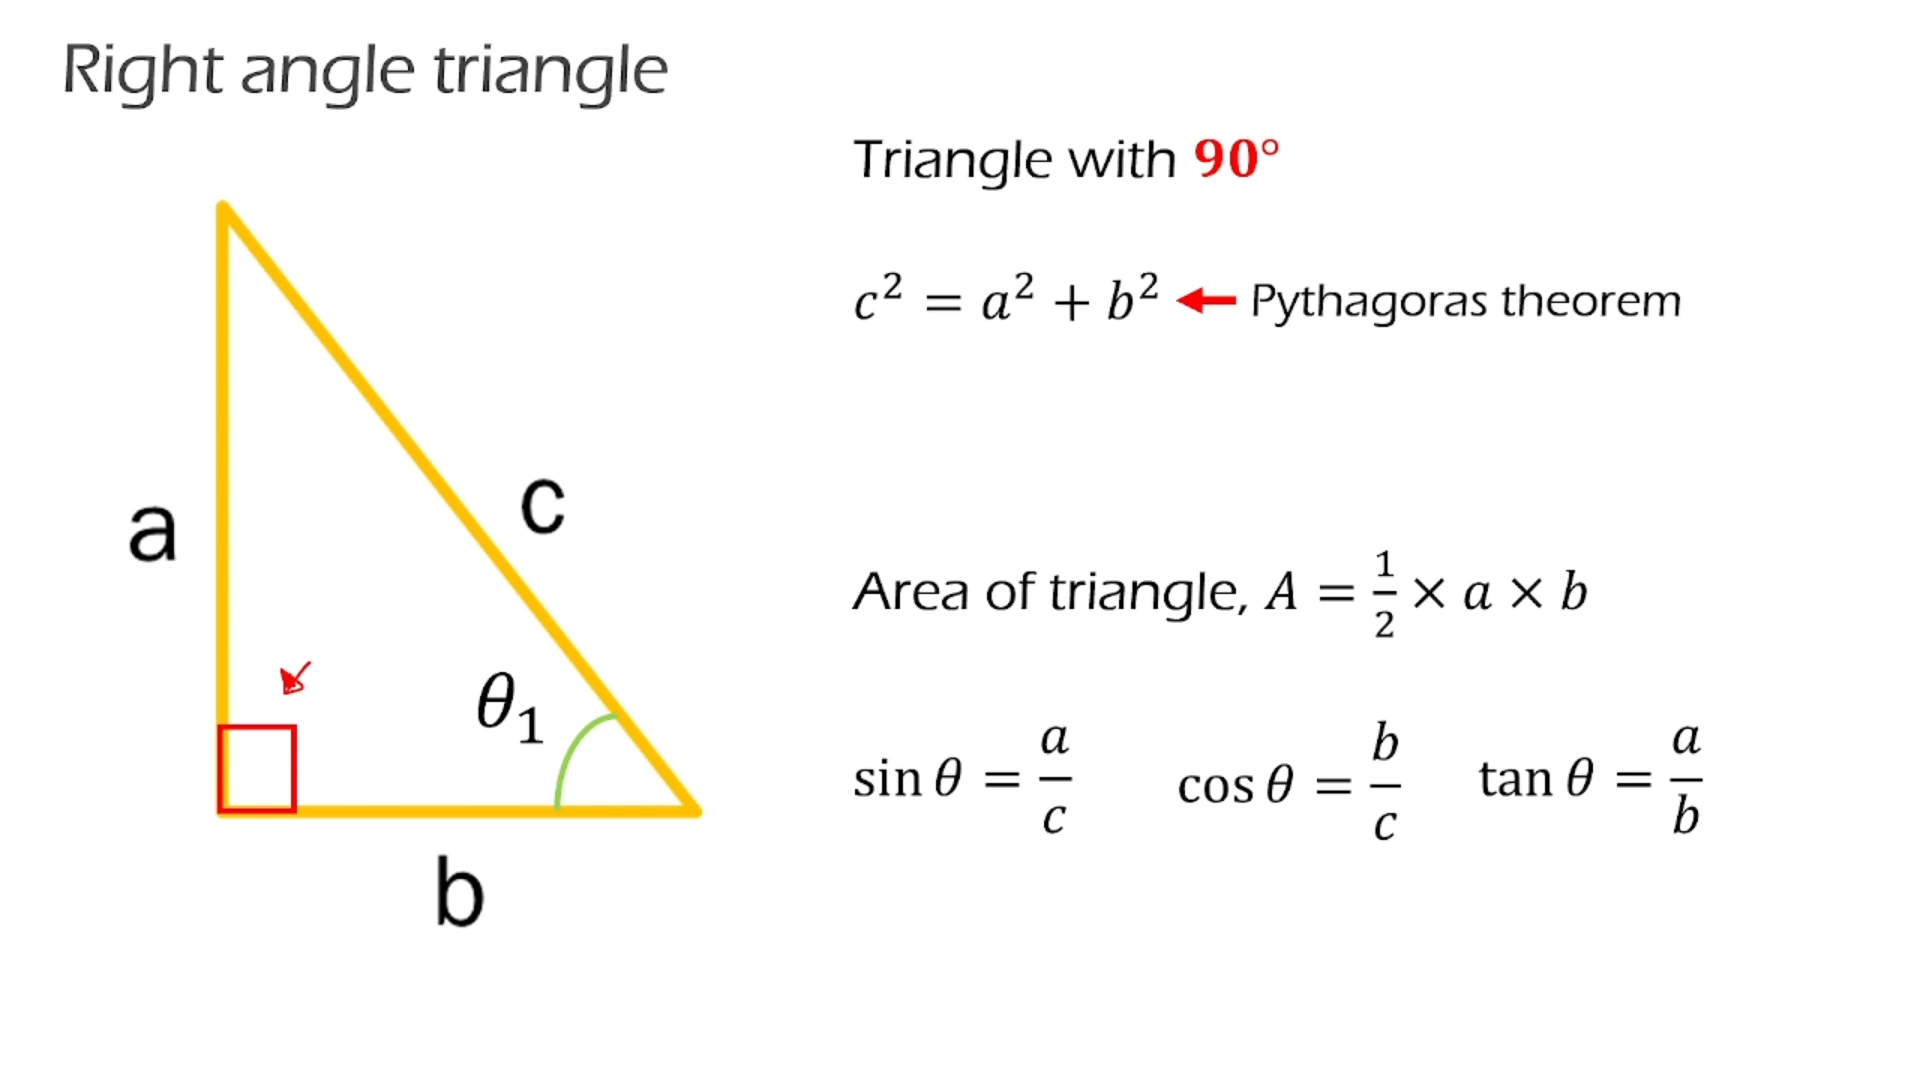 Right angle triangle
Triangle with 90°
c² = a² + b² ← Pythagoras theorem
a
c
Area of triangle, A = 1/2 × a × b
θ₁
sin θ = a/c cos θ = b/c tan θ = a/b
b